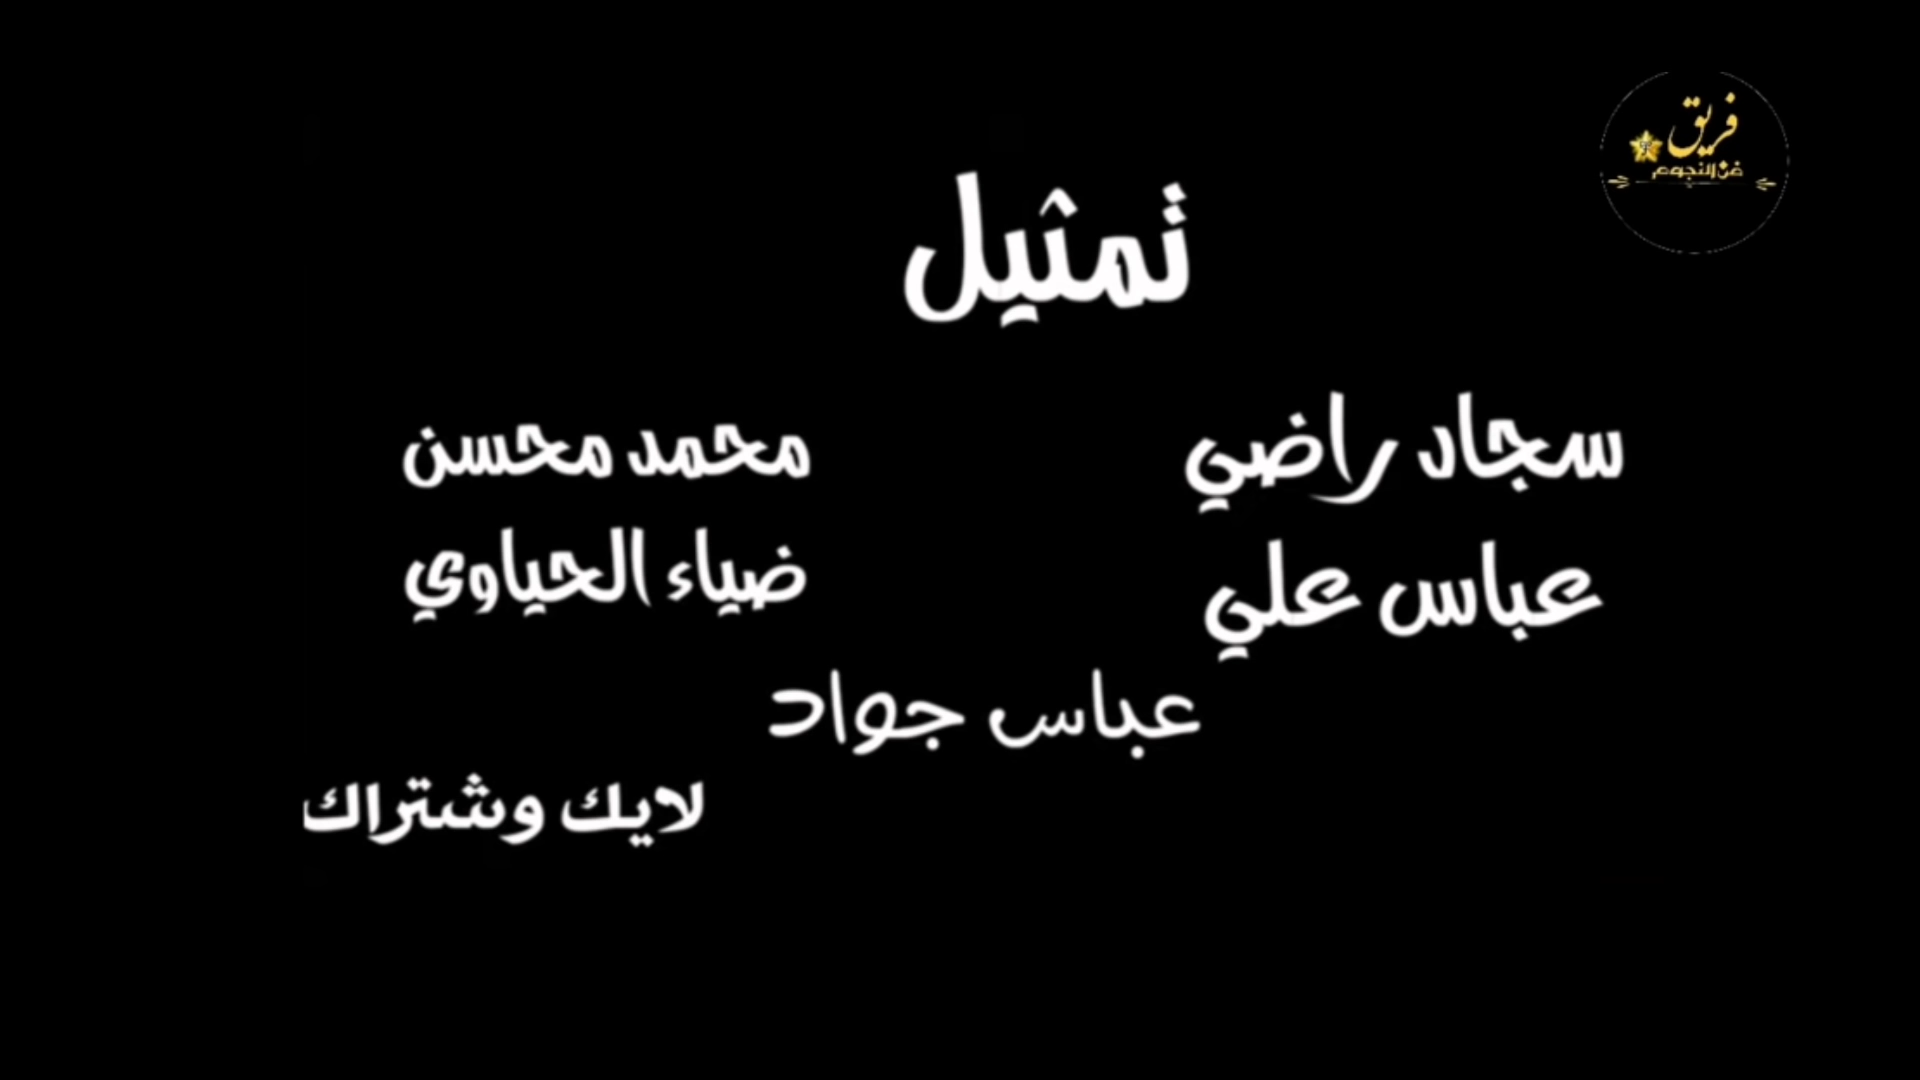 فريق
فن النجوم
تمثيل
سجاد راضي
محمد محسن
عباس علي
ضياء الحياوي
عباس جواد
لايك وشتراك